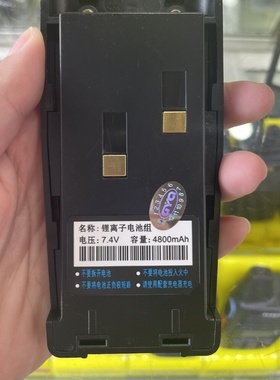 名称: 锂离子电池组
电压: 7.4V 容量: 4800mAh
·不要拆开电池 ·不要将电池投入火中
·不要将电池正负极短路 ·请使用配套充电器充电